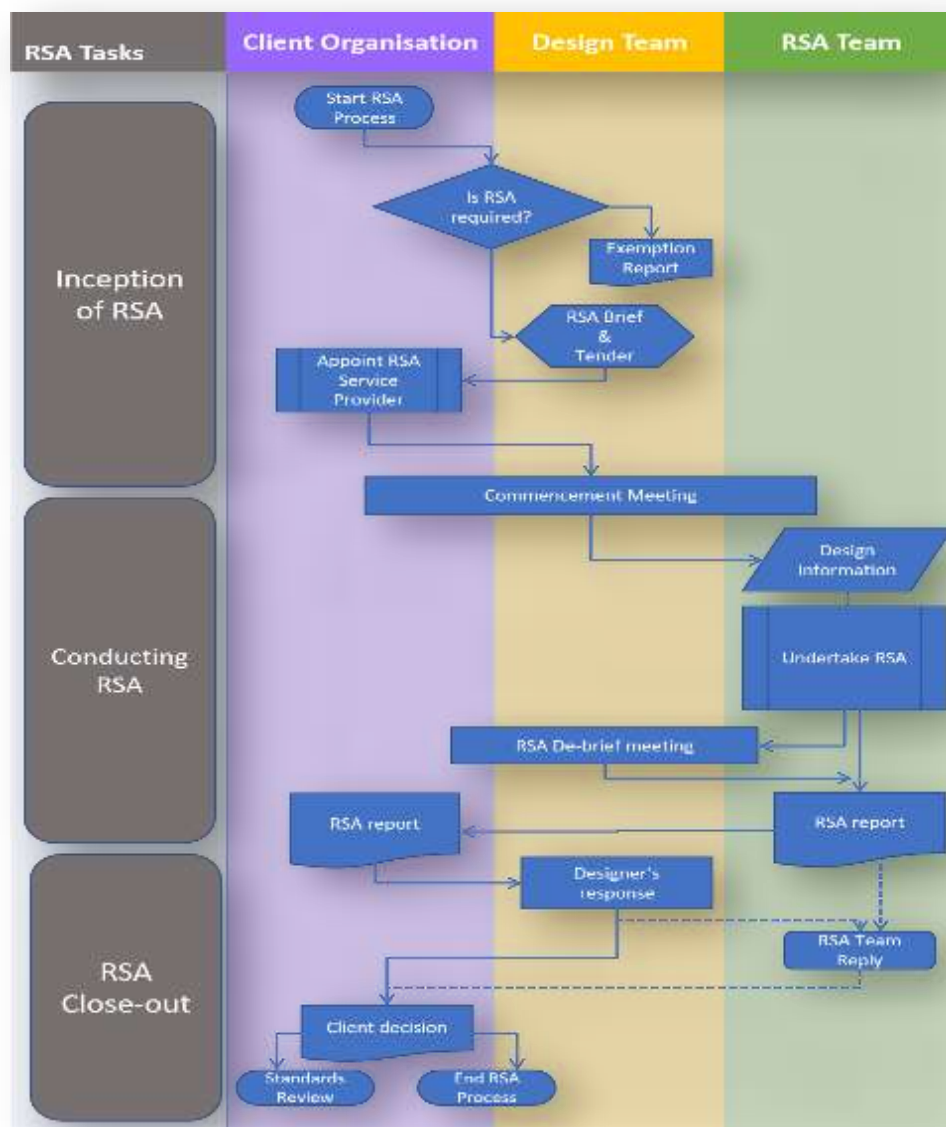 RSA Tasks
Client Organisation
Design Team
RSA Team
Start RSA
Process
Is RSA
required?
Exemption
Report
Inception
of RSA
RSA Brief
&
Tender
Appoint RSA
Service
Provider
Commencement Meeting
Design
Information
Conducting
RSA
Undertake RSA
RSA De-brief meeting
RSA report
RSA report
Designer's
response
RSA Team
Reply
RSA
Close-out
Client decision
Standards
Review
End RSA
Process